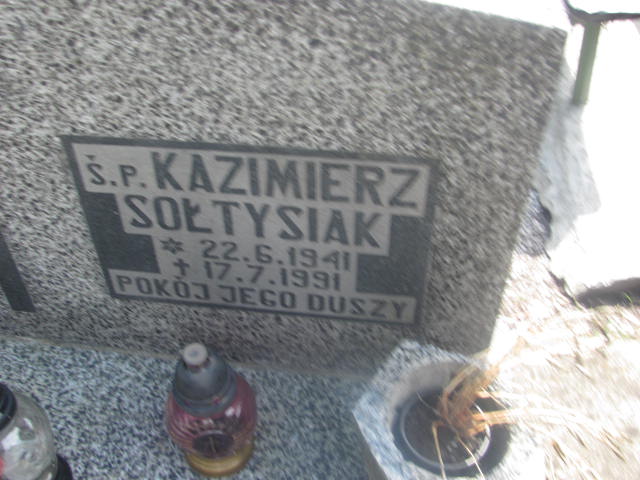 Ś.P. KAZIMIERZ
SOŁTYSIAK
* 22.6.1941
† 17.7.1991
POKÓJ JEGO DUSZY